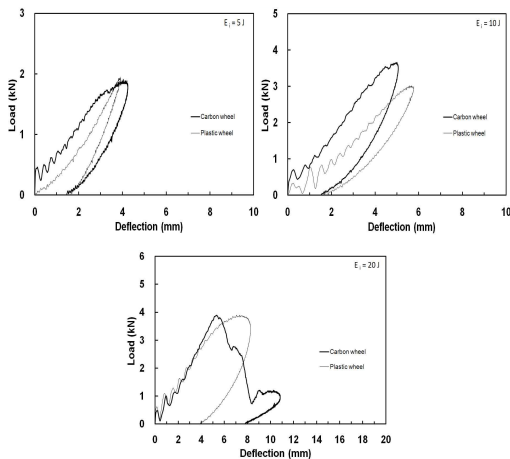 E i = 5 J
3
2
1
0
Load (kN)
Carbon wheel
Plastic wheel
0 2 4 6 8 10
Deflection (mm)
E i = 10 J
5
4
3
2
1
0
Load (kN)
Carbon wheel
Plastic wheel
0 2 4 6 8 10
Deflection (mm)
E i = 20 J
6
5
4
3
2
1
0
Load (kN)
Carbon wheel
Plastic wheel
0 2 4 6 8 10 12 14 16 18 20
Deflection (mm)